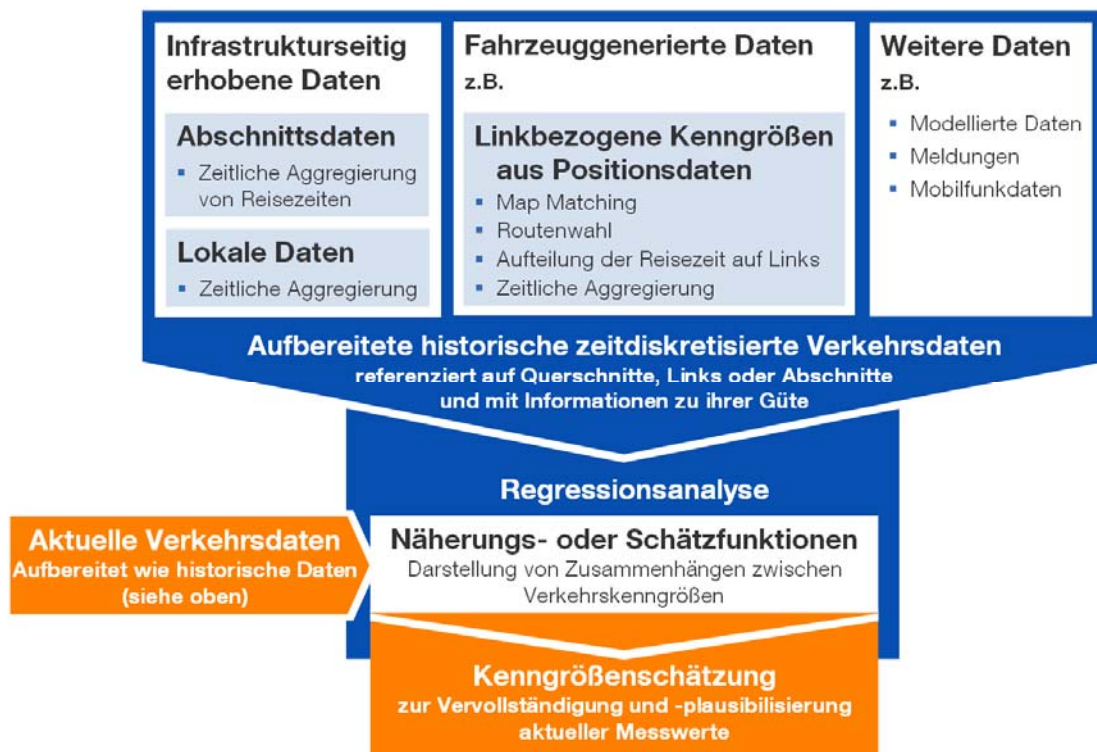 Infrastrukturseitig
erhobene Daten
Abschnittsdaten
Zeitliche Aggregierung
von Reisezeiten
Lokale Daten
Zeitliche Aggregierung
Fahrzeuggenerierte Daten
z.B.
Linkbezogene Kenngrößen
aus Positionsdaten
Map Matching
Routenwahl
Aufteilung der Reisezeit auf Links
Zeitliche Aggregierung
Weitere Daten
z.B.
Modellierte Daten
Meldungen
Mobilfunkdaten
Aufbereitete historische zeitdiskretisierte Verkehrsdaten
referenziert auf Querschnitte, Links oder Abschnitte
und mit Informationen zu ihrer Güte
Regressionsanalyse
Aktuelle Verkehrsdaten
Aufbereitet wie historische Daten
(siehe oben)
Näherungs- oder Schätzfunktionen
Darstellung von Zusammenhängen zwischen
Verkehrskenngrößen
Kenngrößenschätzung
zur Vervollständigung und -plausibilisierung
aktueller Messwerte